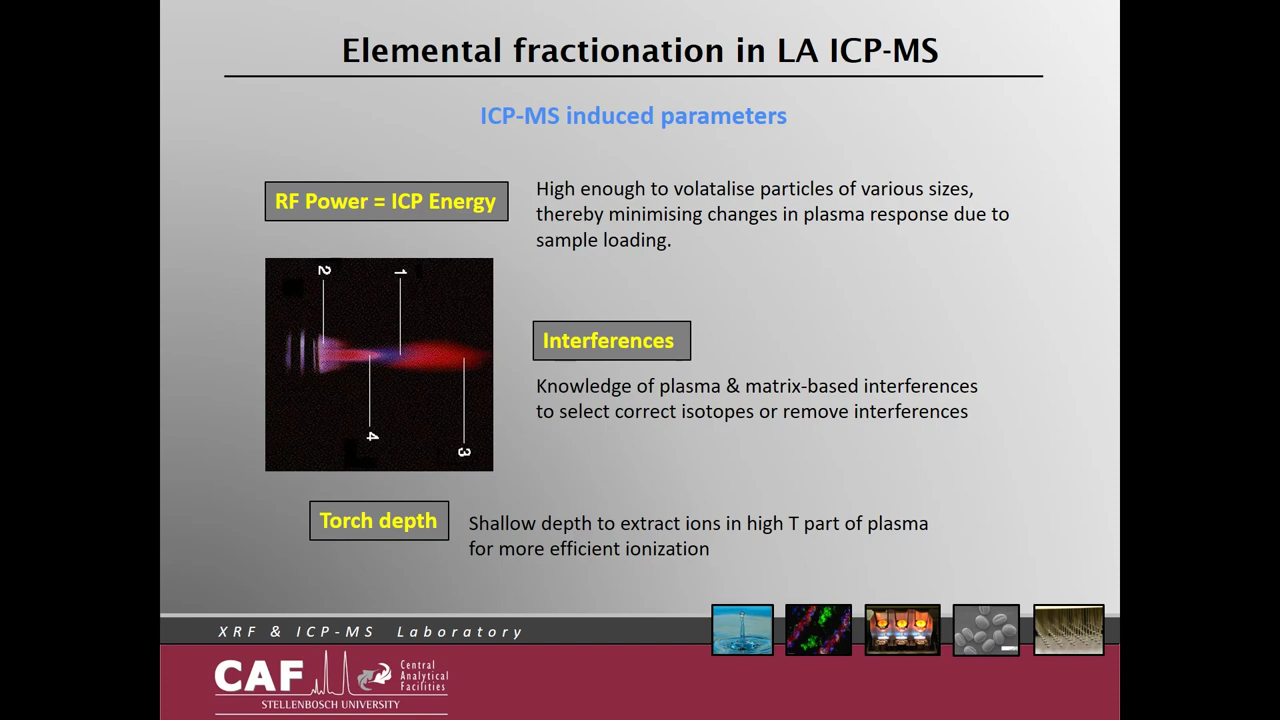 Elemental fractionation in LA ICP-MS
ICP-MS induced parameters
RF Power = ICP Energy
High enough to volatalise particles of various sizes,
thereby minimising changes in plasma response due to
sample loading.
2
1
4
3
Interferences
Knowledge of plasma & matrix-based interferences
to select correct isotopes or remove interferences
Torch depth
Shallow depth to extract ions in high T part of plasma
for more efficient ionization
XRF & ICP-MS Laboratory
CAF
Central
Analytical
Facilities
STELLENBOSCH UNIVERSITY